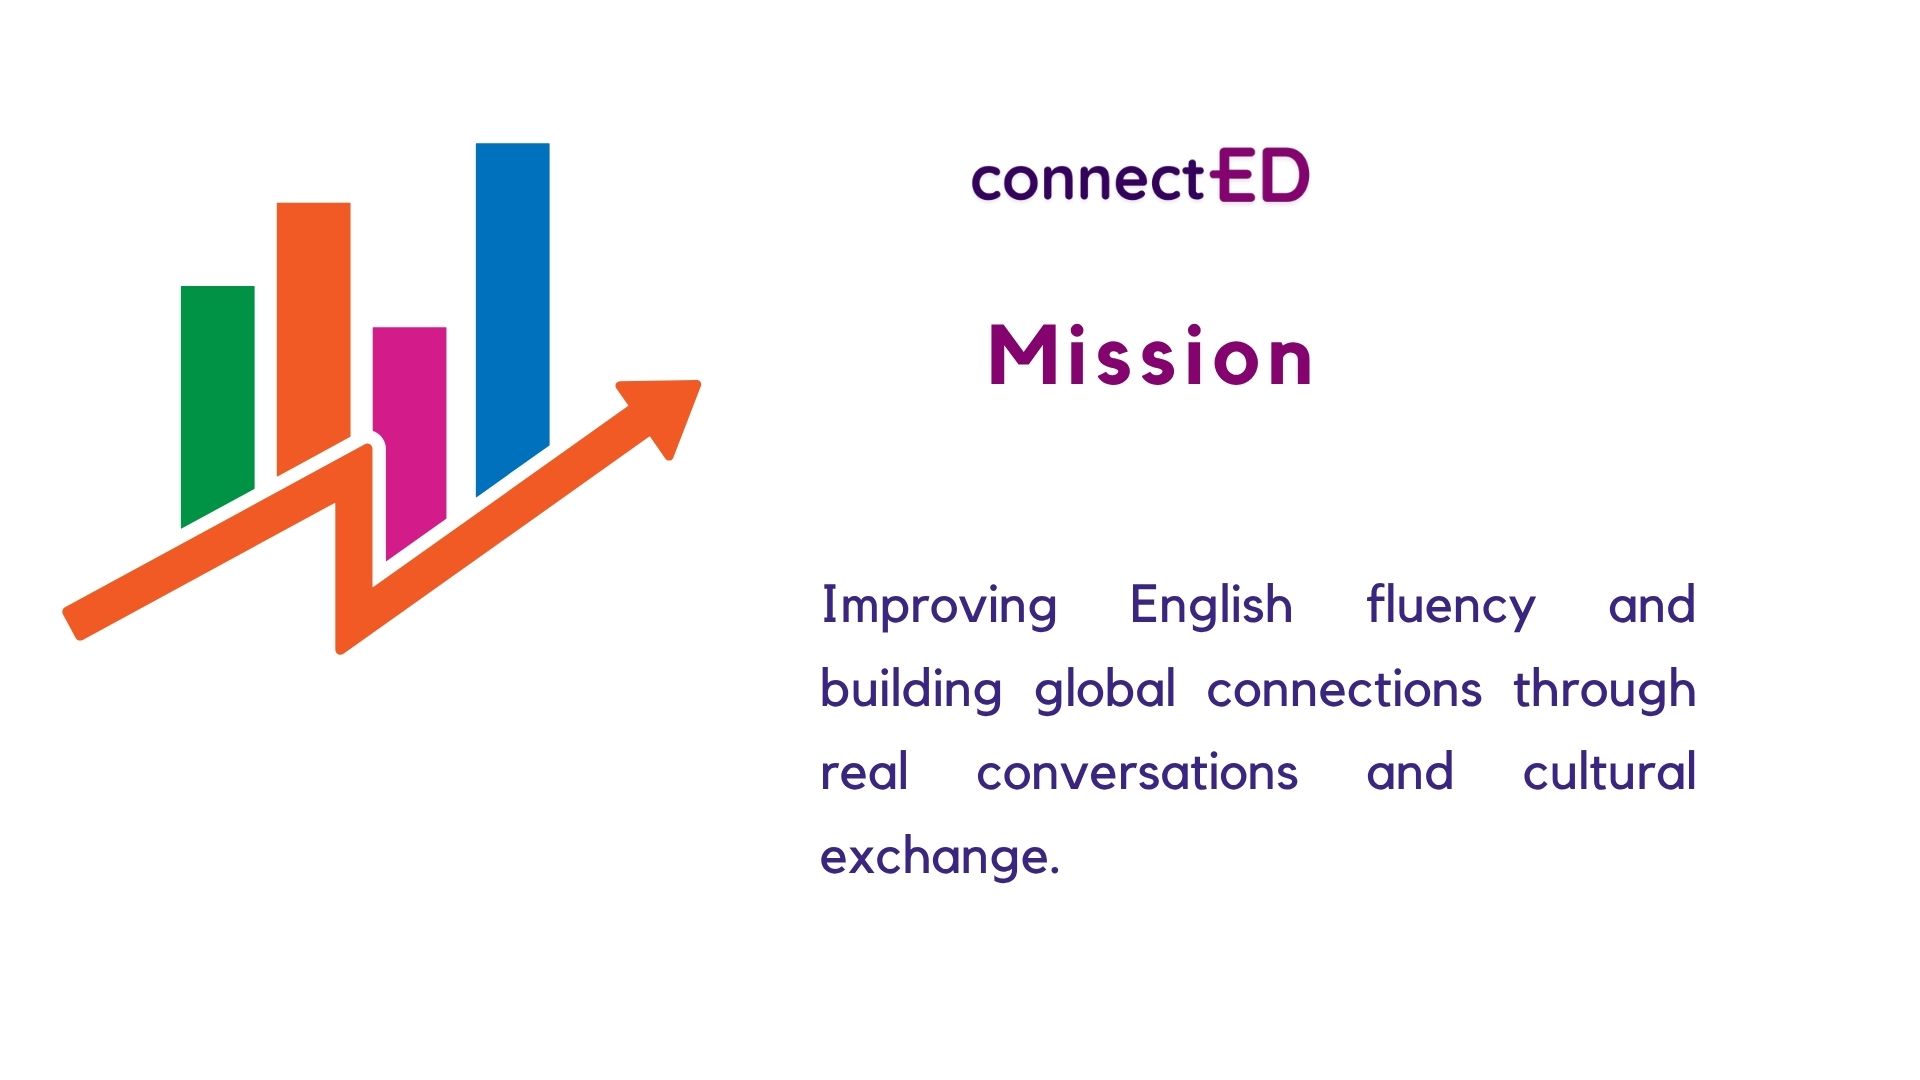 connectED
Mission
Improving English fluency and
building global connections through
real conversations and cultural
exchange.